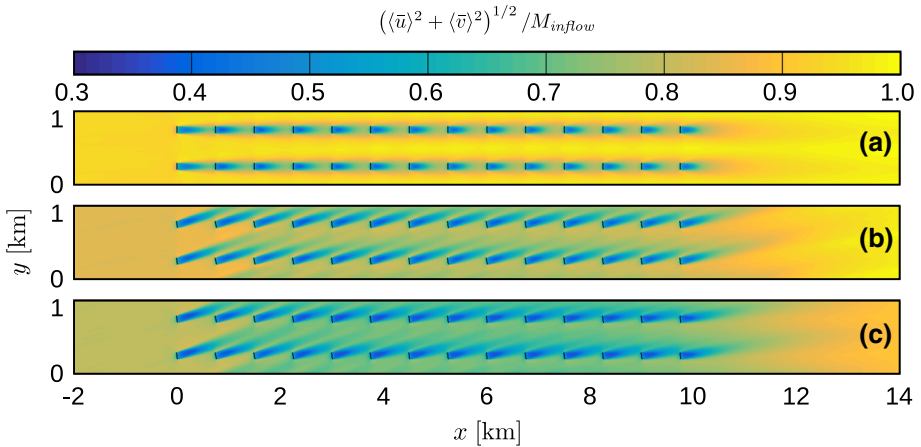 (⟨ū⟩² + ⟨v̄⟩²)^{1/2} / M_{inflow}
0.3 0.4 0.5 0.6 0.7 0.8 0.9 1.0
1
(a)
0
1
(b)
y [km]
0
1
(c)
0
-2 0 2 4 6 8 10 12 14
x [km]